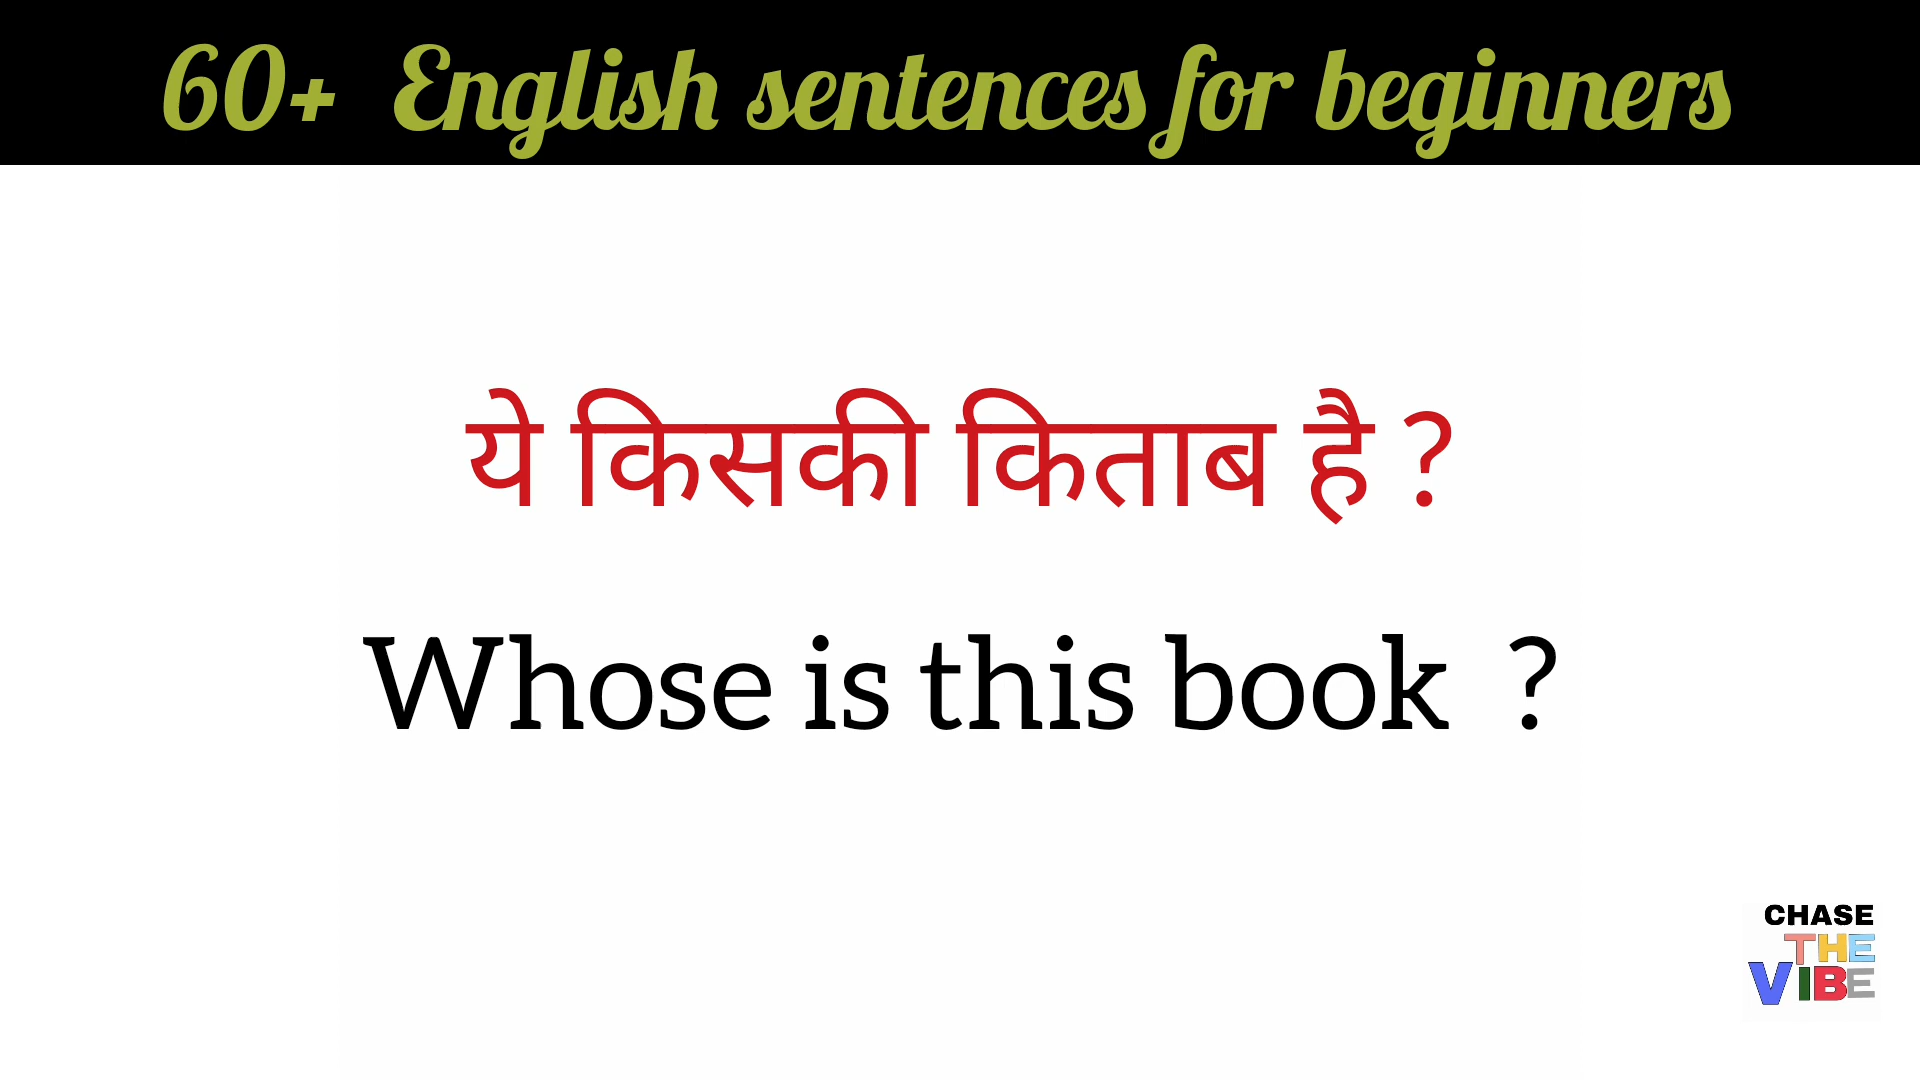 60+ English sentences for beginners
ये किसकी किताब है ?
Whose is this book ?
CHASE
THE
VIBE